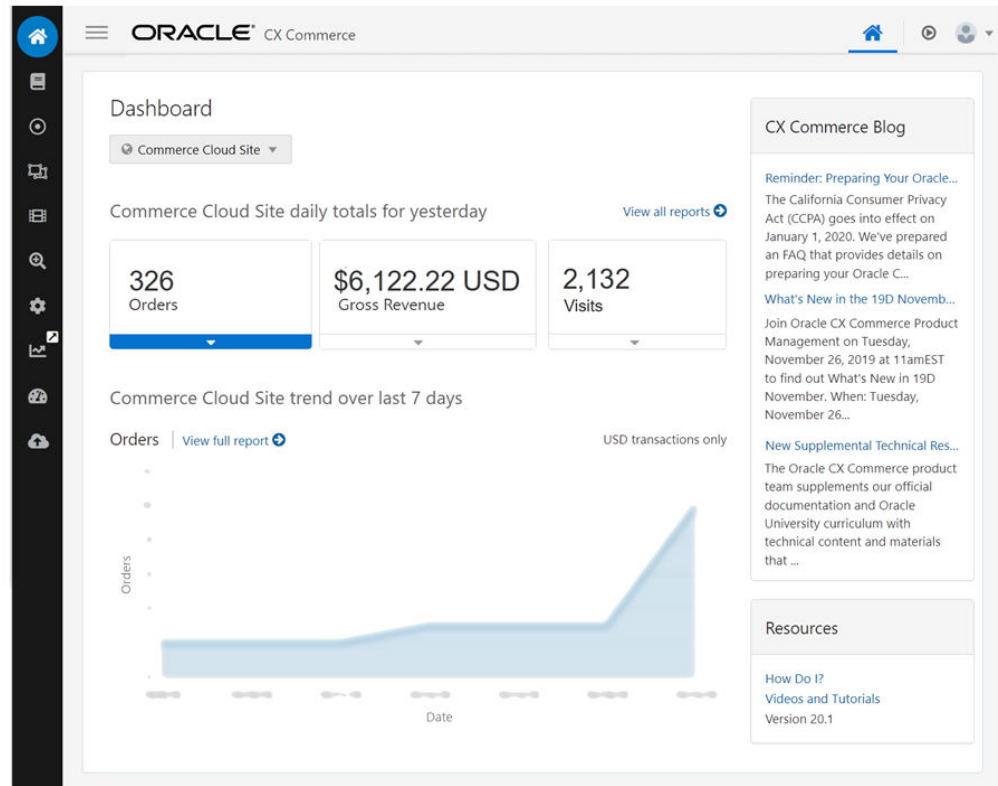 ORACLE CX Commerce
Dashboard
Commerce Cloud Site
Commerce Cloud Site daily totals for yesterday
View all reports
326
Orders
$6,122.22 USD
Gross Revenue
2,132
Visits
Commerce Cloud Site trend over last 7 days
Orders
View full report
USD transactions only
Orders
Date
CX Commerce Blog
Reminder: Preparing Your Oracle...
The California Consumer Privacy
Act (CCPA) goes into effect on
January 1, 2020. We've prepared
an FAQ that provides details on
preparing your Oracle C...
What's New in the 19D Novemb...
Join Oracle CX Commerce Product
Management on Tuesday,
November 26, 2019 at 11amEST
to find out What's New in 19D
November. When: Tuesday,
November 26...
New Supplemental Technical Res...
The Oracle CX Commerce product
team supplements our official
documentation and Oracle
University curriculum with
technical content and materials
that ...
Resources
How Do I?
Videos and Tutorials
Version 20.1